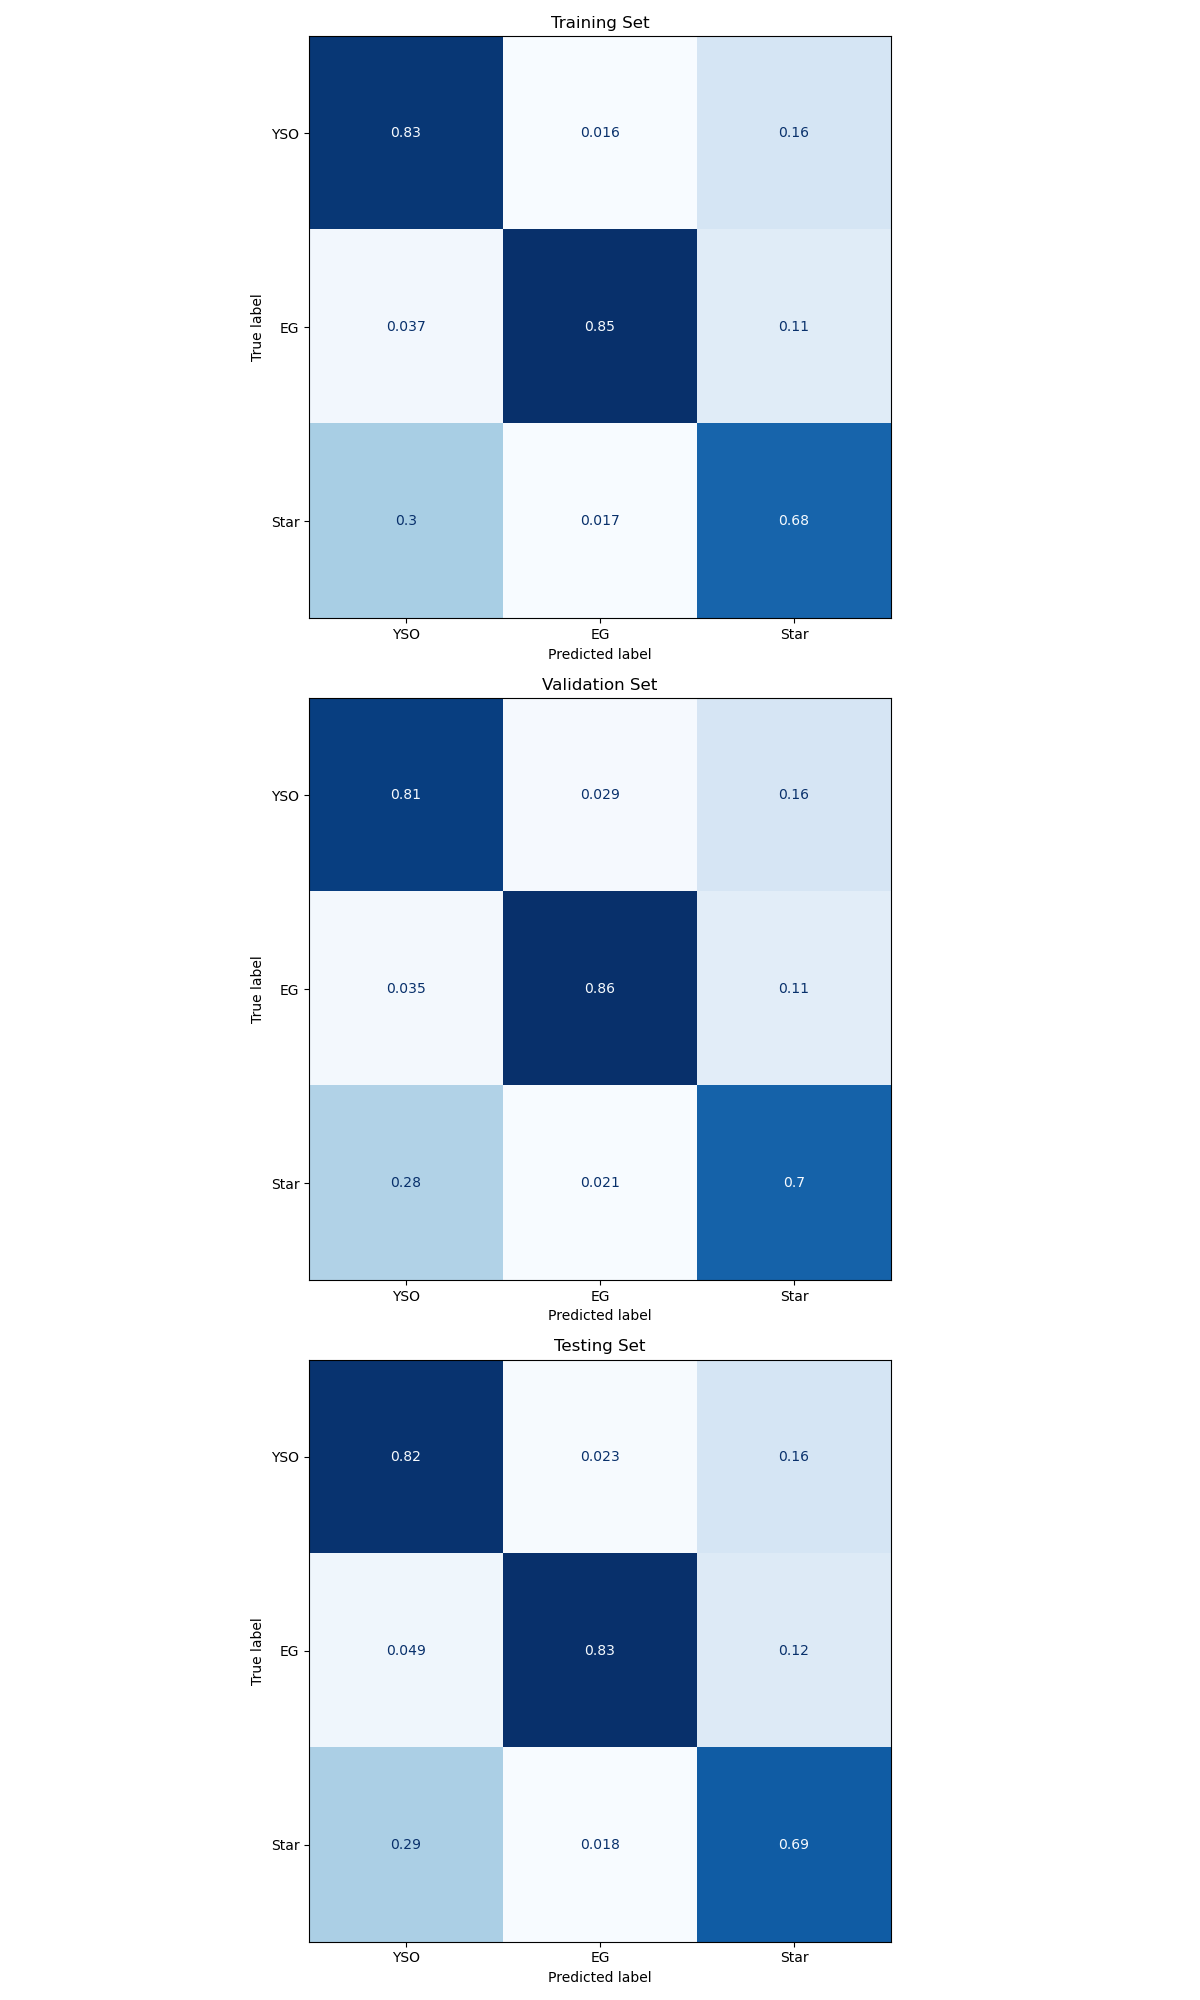 Training Set
YSO 0.83 0.016 0.16
True label
EG 0.037 0.85 0.11
Star 0.3 0.017 0.68
YSO EG Star
Predicted label
Validation Set
YSO 0.81 0.029 0.16
True label
EG 0.035 0.86 0.11
Star 0.28 0.021 0.7
YSO EG Star
Predicted label
Testing Set
YSO 0.82 0.023 0.16
True label
EG 0.049 0.83 0.12
Star 0.29 0.018 0.69
YSO EG Star
Predicted label